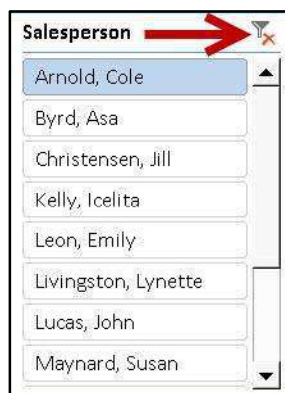 Salesperson
Arnold, Cole
Byrd, Asa
Christensen, Jill
Kelly, Icelita
Leon, Emily
Livingston, Lynette
Lucas, John
Maynard, Susan